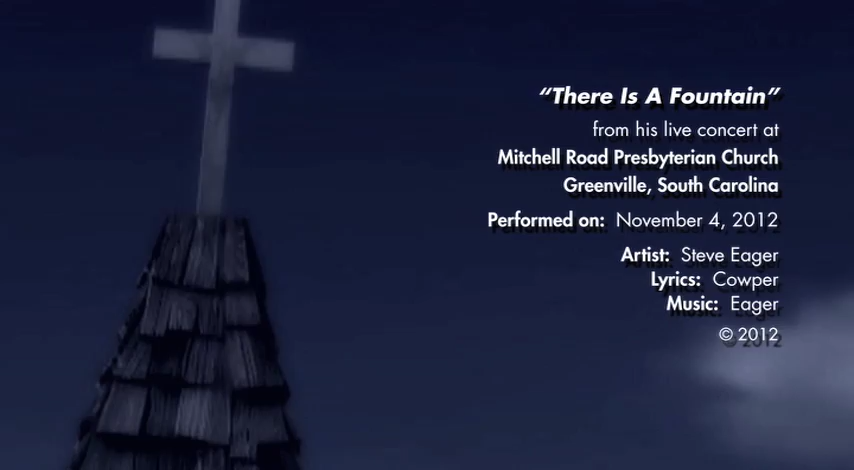 “There Is A Fountain”
from his live concert at
Mitchell Road Presbyterian Church
Greenville, South Carolina
Performed on: November 4, 2012
Artist: Steve Eager
Lyrics: Cowper
Music: Eager
© 2012